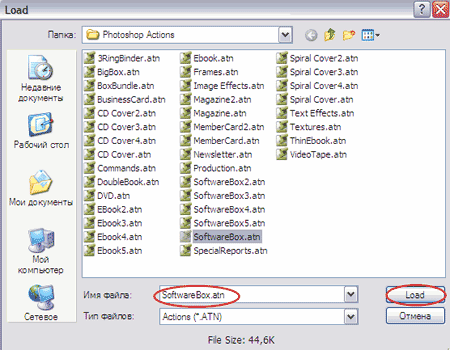 Load
Папка: Photoshop Actions
Недавние документы
Рабочий стол
Мои документы
Мой компьютер
Сетевое
3RingBinder.atn
BigBox.atn
BoxBundle.atn
BusinessCard.atn
CD Cover2.atn
CD Cover3.atn
CD Cover4.atn
CD Cover.atn
Commands.atn
DoubleBook.atn
DVD.atn
EBook2.atn
Ebook3.atn
Ebook4.atn
Ebook5.atn
Ebook.atn
Frames.atn
Image Effects.atn
Magazine2.atn
Magazine.atn
MemberCard2.atn
MemberCard.atn
Newsletter.atn
Production.atn
SoftwareBox2.atn
SoftwareBox3.atn
SoftwareBox4.atn
SoftwareBox5.atn
SoftwareBox.atn
SpecialReports.atn
Spiral Cover2.atn
Spiral Cover3.atn
Spiral Cover4.atn
Spiral Cover.atn
Text Effects.atn
Textures.atn
ThinEbook.atn
VideoTape.atn
Имя файла: SoftwareBox.atn Load
Тип файлов: Actions (*.ATN) Отмена
File Size: 44,6K